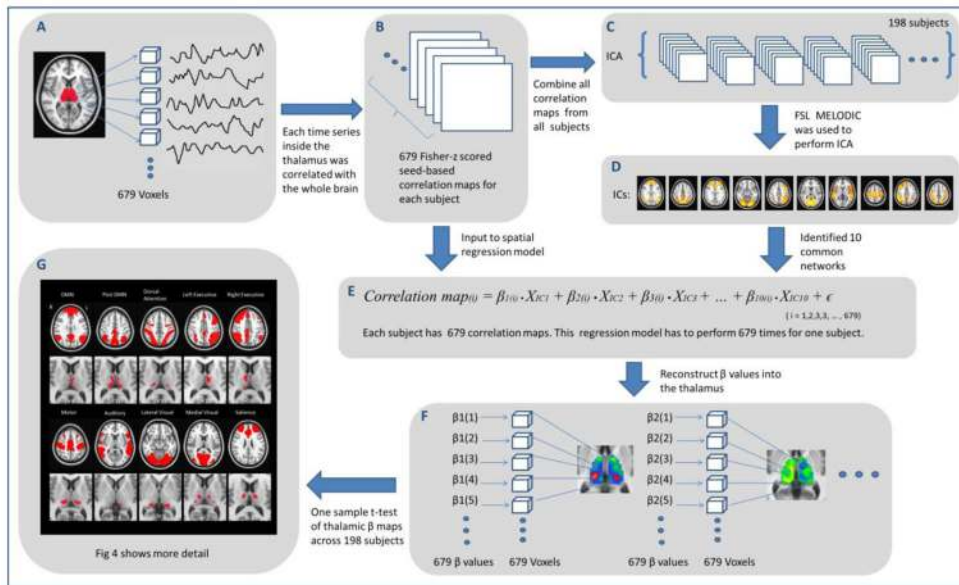 A
679 Voxels
Each time series
inside the
thalamus was
correlated with
the whole brain
B
679 Fisher-z scored
seed-based
correlation maps for
each subject
Combine all
correlation
maps from
all subjects
C
198 subjects
ICA
FSL MELODIC
was used to
perform ICA
D
ICs:
Identified 10
common
networks
Input to spatial
regression model
E
Correlation map(i) = β1(i) · XIC1 + β2(i) · XIC2 + β3(i) · XIC3 + ... + β10(i) · XIC10 + ϵ
( i = 1,2,3,3, ..., 679)
Each subject has 679 correlation maps. This regression model has to perform 679 times for one subject.
Reconstruct β values into
the thalamus
F
β1(1)
β1(2)
β1(3)
β1(4)
β1(5)
679 β values
679 Voxels
β2(1)
β2(2)
β2(3)
β2(4)
β2(5)
679 β values
679 Voxels
One sample t-test
of thalamic β maps
across 198 subjects
G
DMN
Post DMN
Dorsal
Attention
Left Executive
Right Executive
Motor
Auditory
Lateral Visual
Medial Visual
Salience
Fig 4 shows more detail